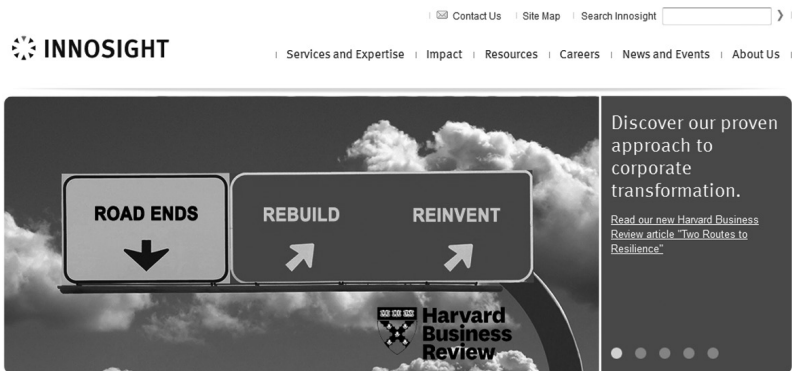 Contact Us
Site Map
Search Innosight
INNOSIGHT
Services and Expertise
Impact
Resources
Careers
News and Events
About Us
ROAD ENDS
REBUILD
REINVENT
Harvard
Business
Review
Discover our proven
approach to
corporate
transformation.
Read our new Harvard Business
Review article "Two Routes to
Resilience"